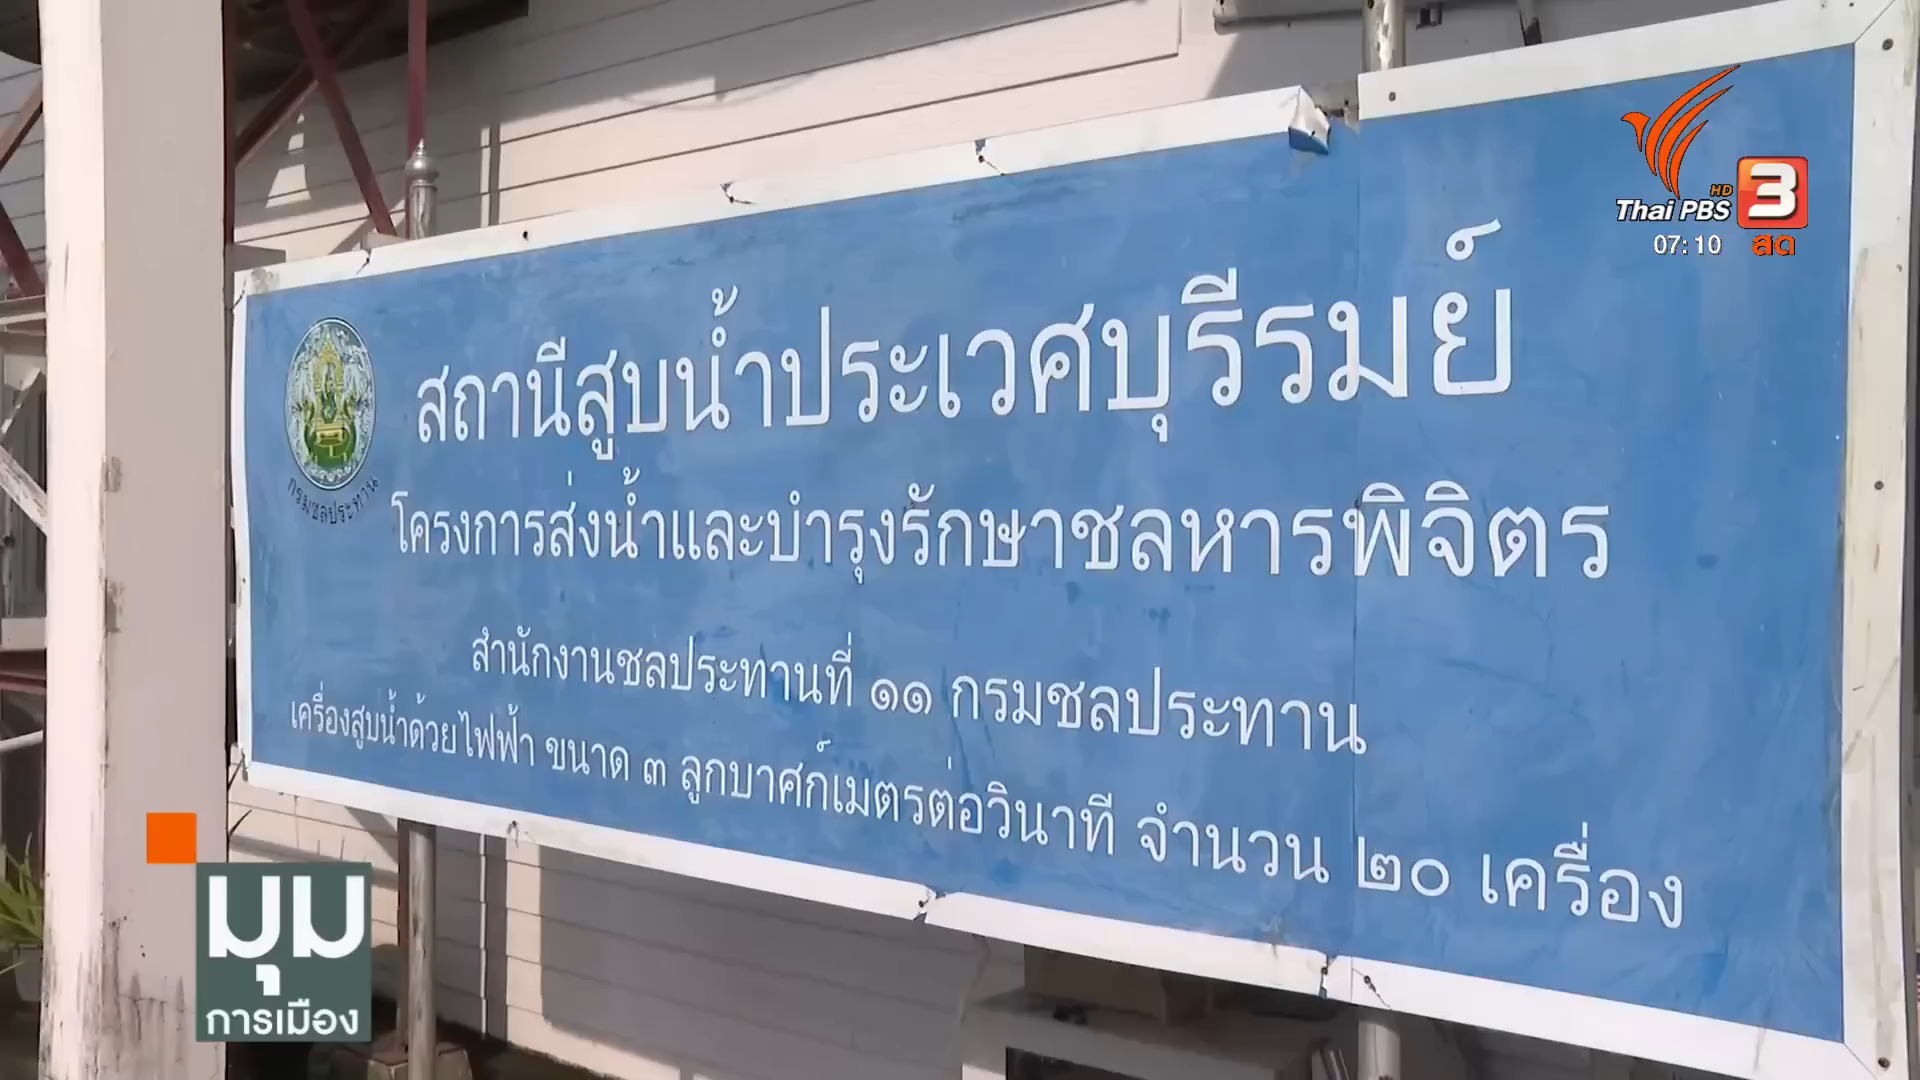 Thai PBS HD 3
07:10 สด
สถานีสูบน้ำประเวศบุรีรมย์
กรมชลประทาน
โครงการส่งน้ำและบำรุงรักษาชลหารพิจิตร
สำนักงานชลประทานที่ ๑๑ กรมชลประทาน
เครื่องสูบน้ำด้วยไฟฟ้า ขนาด ๓ ลูกบาศก์เมตรต่อวินาที จำนวน ๒๐ เครื่อง
มุม
การเมือง